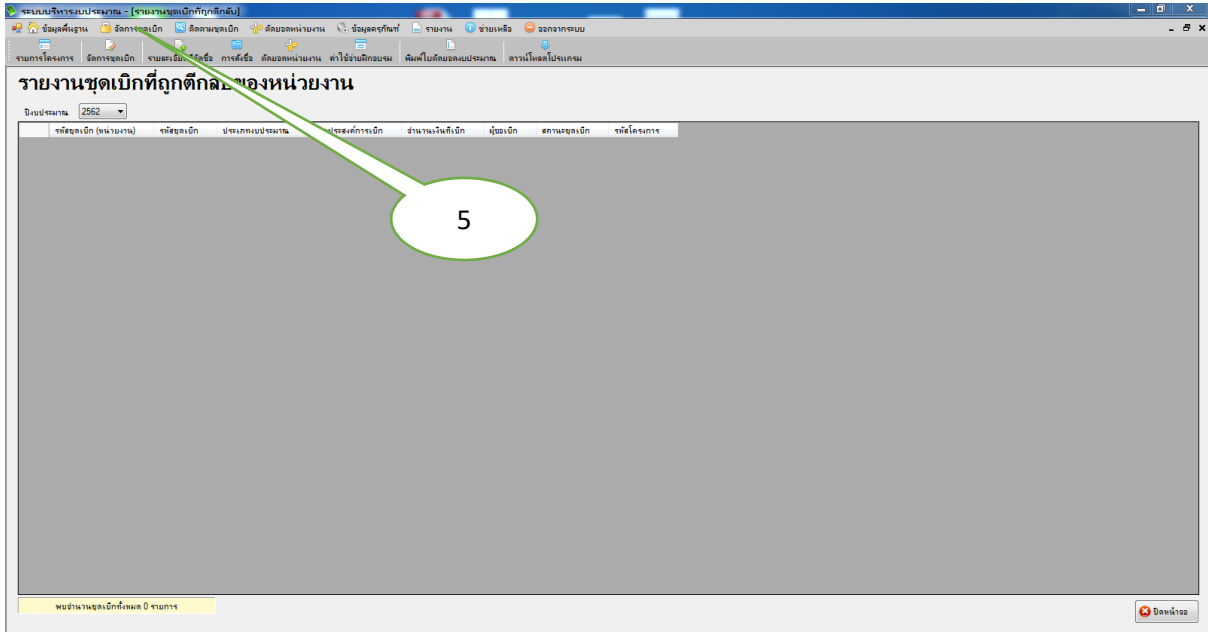 ระบบบริหารงบประมาณ - [รายงานชุดเบิกที่ถูกตีกลับ]
ข้อมูลพื้นฐาน จัดการชุดเบิก ติดตามชุดเบิก ตัดยอดหน่วยงาน ข้อมูลครุภัณฑ์ รายงาน ช่วยเหลือ ออกจากระบบ
รายการโครงการ จัดการชุดเบิก การสั่งซื้อ ตัดยอดหน่วยงาน ค่าใช้จ่ายฝึกอบรม พิมพ์ใบตัดยอดงบประมาณ ดาวน์โหลดโปรแกรม
รายงานชุดเบิกที่ถูกตีกลับของหน่วยงาน
ปีงบประมาณ 2562
รหัสชุดเบิก (หน่วยงาน) รหัสชุดเบิก ประเภทงบประมาณ จำนวนเงินที่เบิก ผู้ขอเบิก สถานะชุดเบิก รหัสโครงการ
5
พบจำนวนชุดเบิกทั้งหมด 0 รายการ
ปิดหน้าจอ